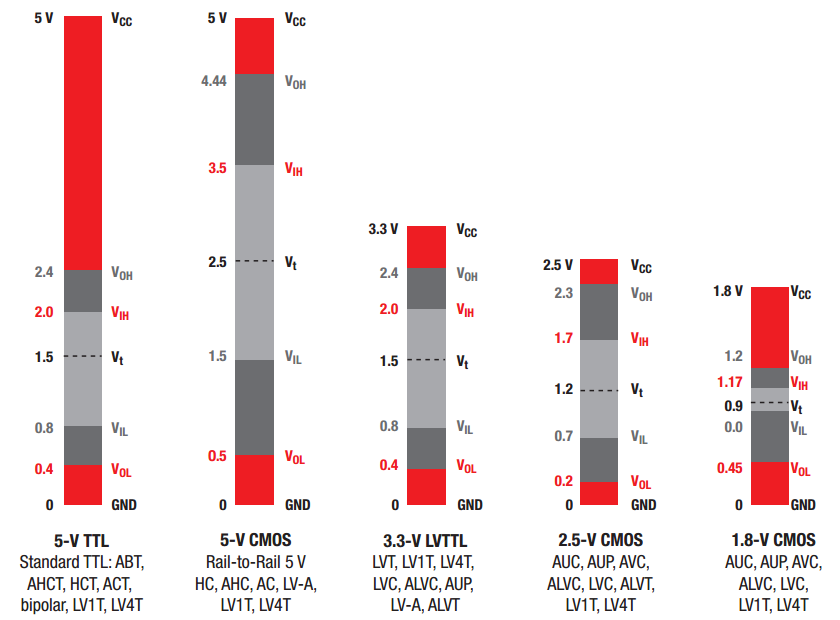 5 V VCC
2.4 VOH
2.0 VIH
1.5 Vt
0.8 VIL
0.4 VOL
0 GND
5-V TTL
Standard TTL: ABT,
AHCT, HCT, ACT,
bipolar, LV1T, LV4T
5 V VCC
4.44 VOH
3.5 VIH
2.5 Vt
1.5 VIL
0.5 VOL
0 GND
5-V CMOS
Rail-to-Rail 5 V
HC, AHC, AC, LV-A,
LV1T, LV4T
3.3 V VCC
2.4 VOH
2.0 VIH
1.5 Vt
0.8 VIL
0.4 VOL
0 GND
3.3-V LVTTL
LVT, LV1T, LV4T,
LVC, ALVC, AUP,
LV-A, ALVT
2.5 V VCC
2.3 VOH
1.7 VIH
1.2 Vt
0.7 VIL
0.2 VOL
0 GND
2.5-V CMOS
AUC, AUP, AVC,
ALVC, LVC, ALVT,
LV1T, LV4T
1.8 V VCC
1.2 VOH
1.17 VIH
0.9 Vt
0.0 VIL
0.45 VOL
0 GND
1.8-V CMOS
AUC, AUP, AVC,
ALVC, LVC,
LV1T, LV4T